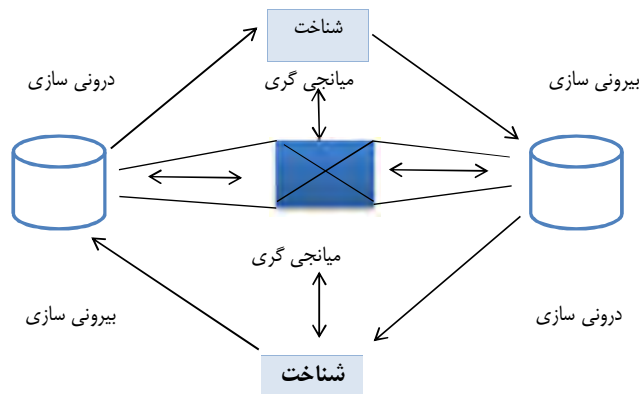 شناخت
میانجی گری
بیرونی سازی
درونی سازی
میانجی گری
درونی سازی
بیرونی سازی
شناخت